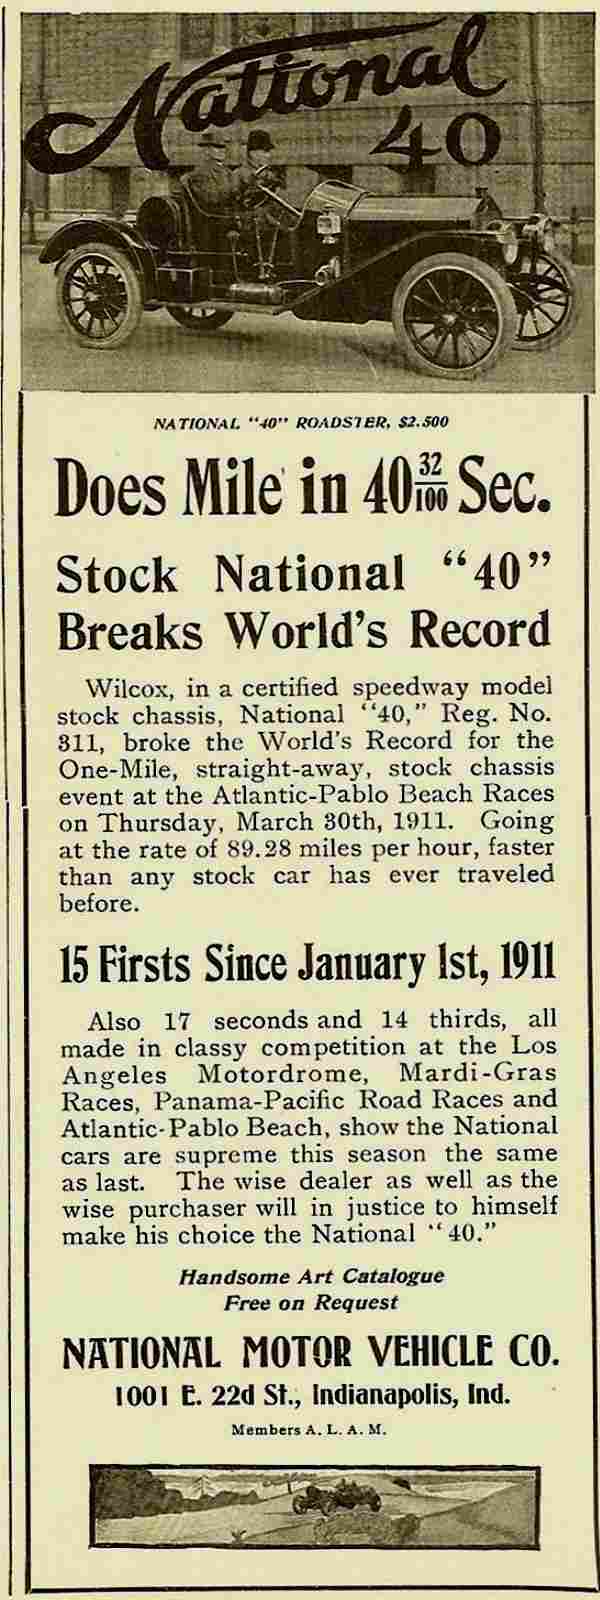 National
40
NATIONAL "40" ROADSTER, $2.500
Does Mile in 40 32/100 Sec.
Stock National "40"
Breaks World's Record
Wilcox, in a certified speedway model
stock chassis, National "40," Reg. No.
311, broke the World's Record for the
One-Mile, straight-away, stock chassis
event at the Atlantic-Pablo Beach Races
on Thursday, March 30th, 1911. Going
at the rate of 89.28 miles per hour, faster
than any stock car has ever traveled
before.
15 Firsts Since January 1st, 1911
Also 17 seconds and 14 thirds, all
made in classy competition at the Los
Angeles Motordrome, Mardi-Gras
Races, Panama-Pacific Road Races and
Atlantic-Pablo Beach, show the National
cars are supreme this season the same
as last. The wise dealer as well as the
wise purchaser will in justice to himself
make his choice the National "40."
Handsome Art Catalogue
Free on Request
NATIONAL MOTOR VEHICLE CO.
1001 E. 22d St., Indianapolis, Ind.
Members A. L. A. M.